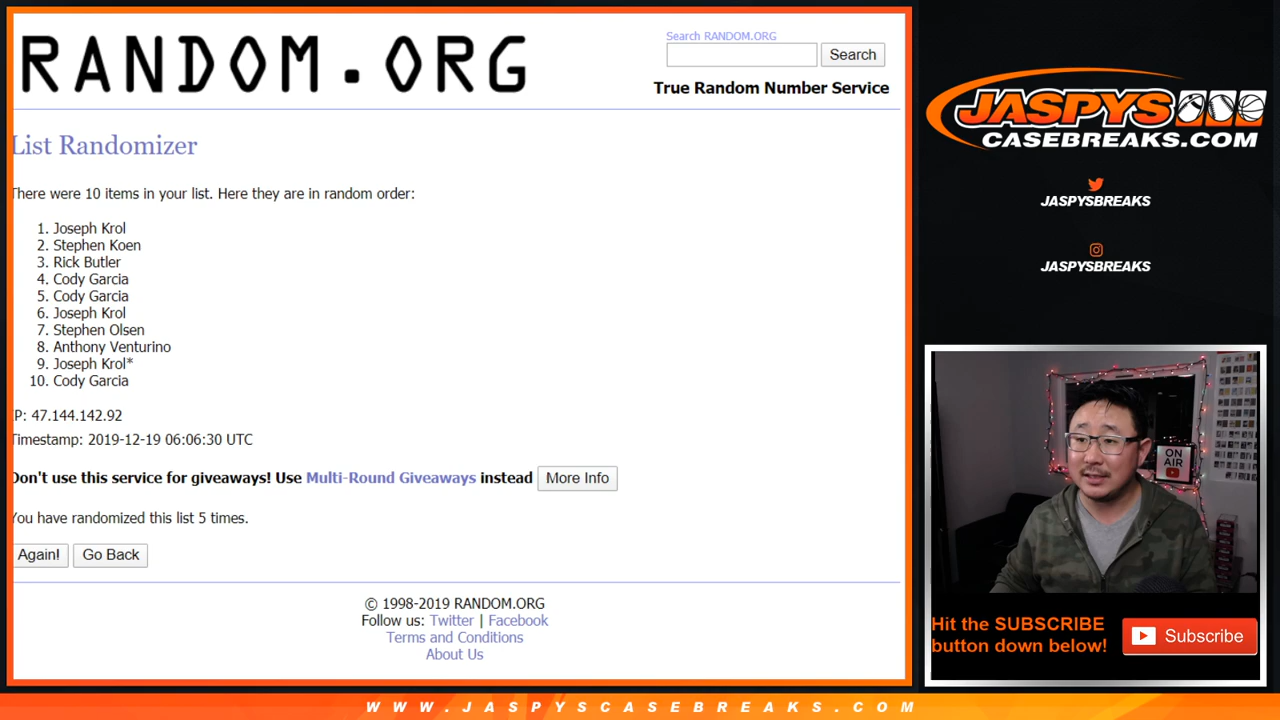 RANDOM.ORG
Search RANDOM.ORG
Search
True Random Number Service
List Randomizer
There were 10 items in your list. Here they are in random order:
1. Joseph Krol
2. Stephen Koen
3. Rick Butler
4. Cody Garcia
5. Cody Garcia
6. Joseph Krol
7. Stephen Olsen
8. Anthony Venturino
9. Joseph Krol*
10. Cody Garcia
IP: 47.144.142.92
Timestamp: 2019-12-19 06:06:30 UTC
Don't use this service for giveaways! Use Multi-Round Giveaways instead More Info
You have randomized this list 5 times.
Again! Go Back
© 1998-2019 RANDOM.ORG
Follow us: Twitter | Facebook
Terms and Conditions
About Us
JASPYS
CASEBREAKS.COM
JASPYSBREAKS
JASPYSBREAKS
ON
AIR
Hit the SUBSCRIBE
button down below!
Subscribe
WWW.JASPYSCASEBREAKS.COM